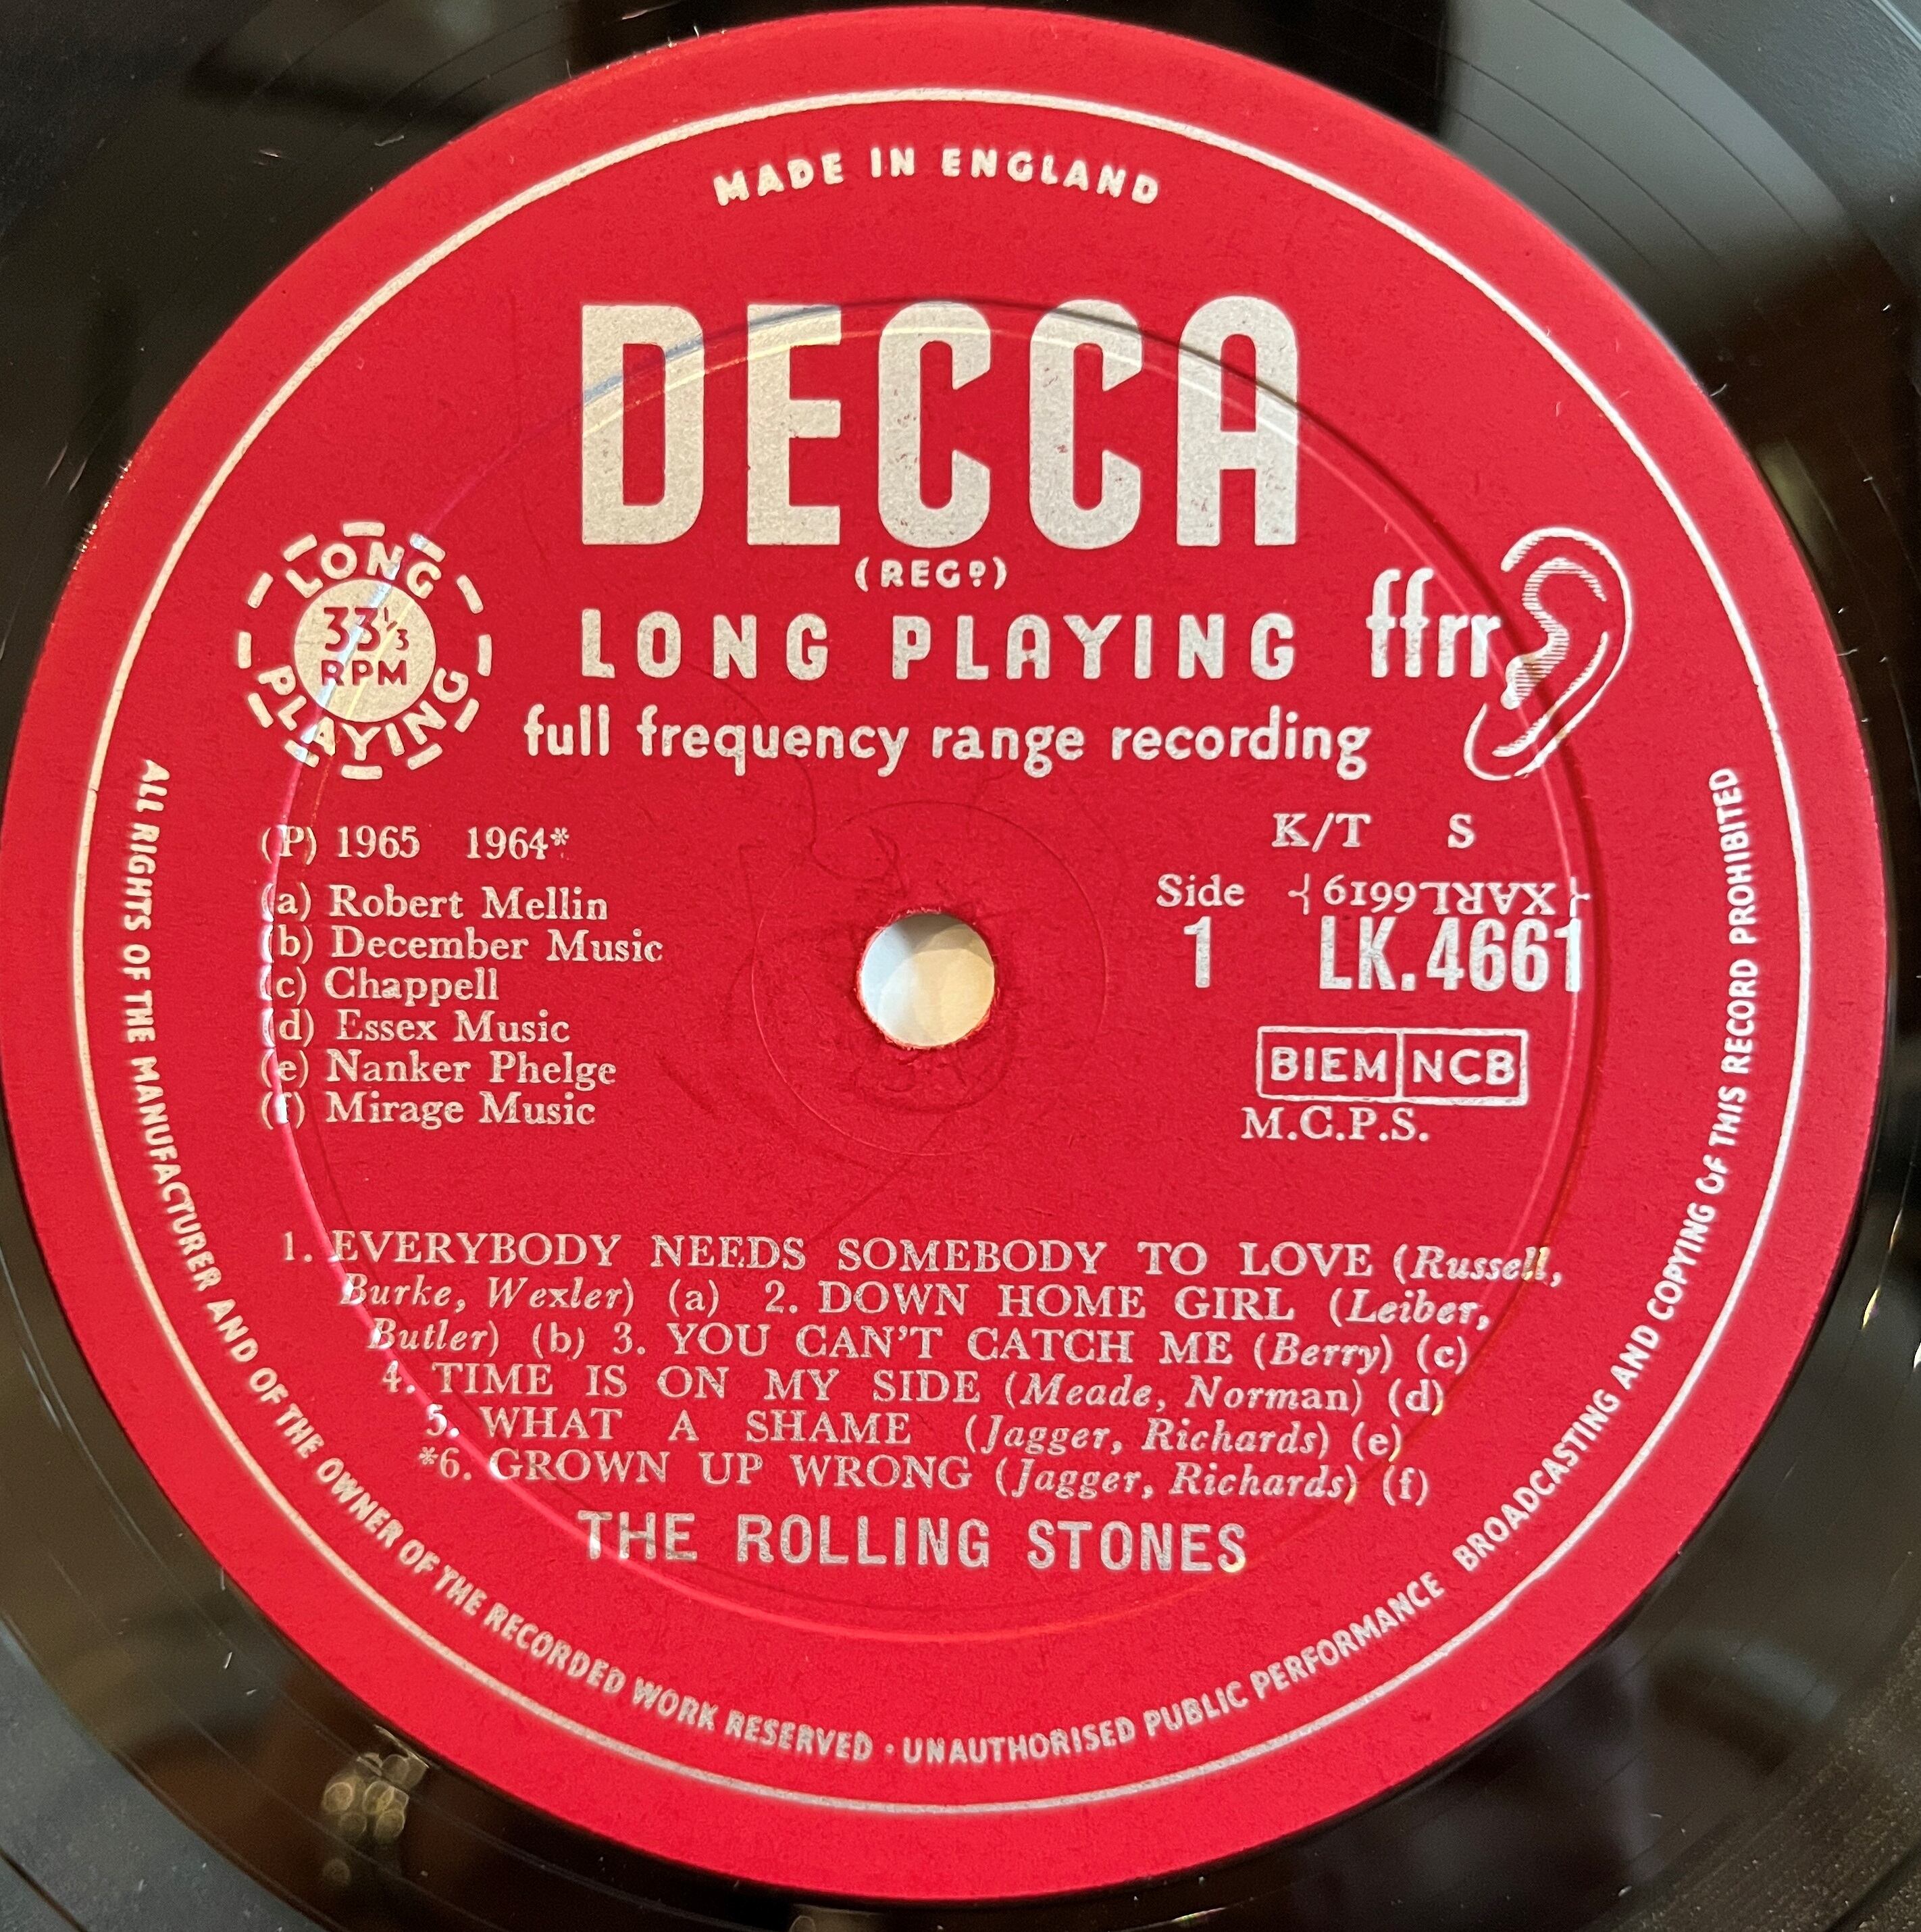 MADE IN ENGLAND
DECCA
(REGD)
LONG PLAYING
33⅓
RPM
LONG PLAYING
ffrr
full frequency range recording
(P) 1965 1964*
(a) Robert Mellin
(b) December Music
(c) Chappell
(d) Essex Music
(e) Nanker Phelge
(f) Mirage Music
K/T S
Side
1
XARL6619
LK.4661
BIEM NCB
M.C.P.S.
1. EVERYBODY NEEDS SOMEBODY TO LOVE (Russell,
Burke, Wexler) (a) 2. DOWN HOME GIRL (Leiber,
Butler) (b) 3. YOU CAN'T CATCH ME (Berry) (c)
4. TIME IS ON MY SIDE (Meade, Norman) (d)
5. WHAT A SHAME (Jagger, Richards) (e)
*6. GROWN UP WRONG (Jagger, Richards) (f)
THE ROLLING STONES
ALL RIGHTS OF THE MANUFACTURER AND OF THE OWNER OF THE RECORDED WORK RESERVED · UNAUTHORISED PUBLIC PERFORMANCE BROADCASTING AND COPYING OF THIS RECORD PROHIBITED